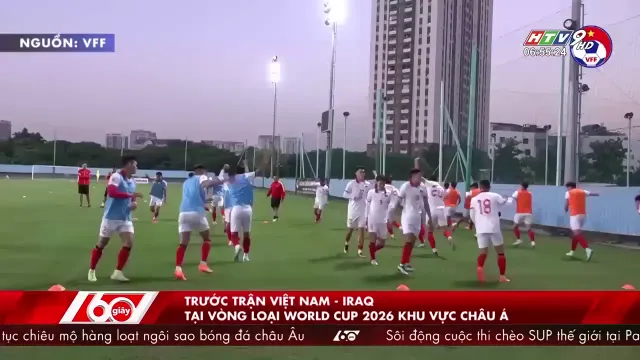 NGUỒN: VFF
HTV9 HD
06:55:24
VFF
18
60 giây
TRƯỚC TRẬN VIỆT NAM - IRAQ
TẠI VÒNG LOẠI WORLD CUP 2026 KHU VỰC CHÂU Á
tục chiêu mộ hàng loạt ngôi sao bóng đá châu Âu Sôi động cuộc thi chèo SUP thế giới tại Pa